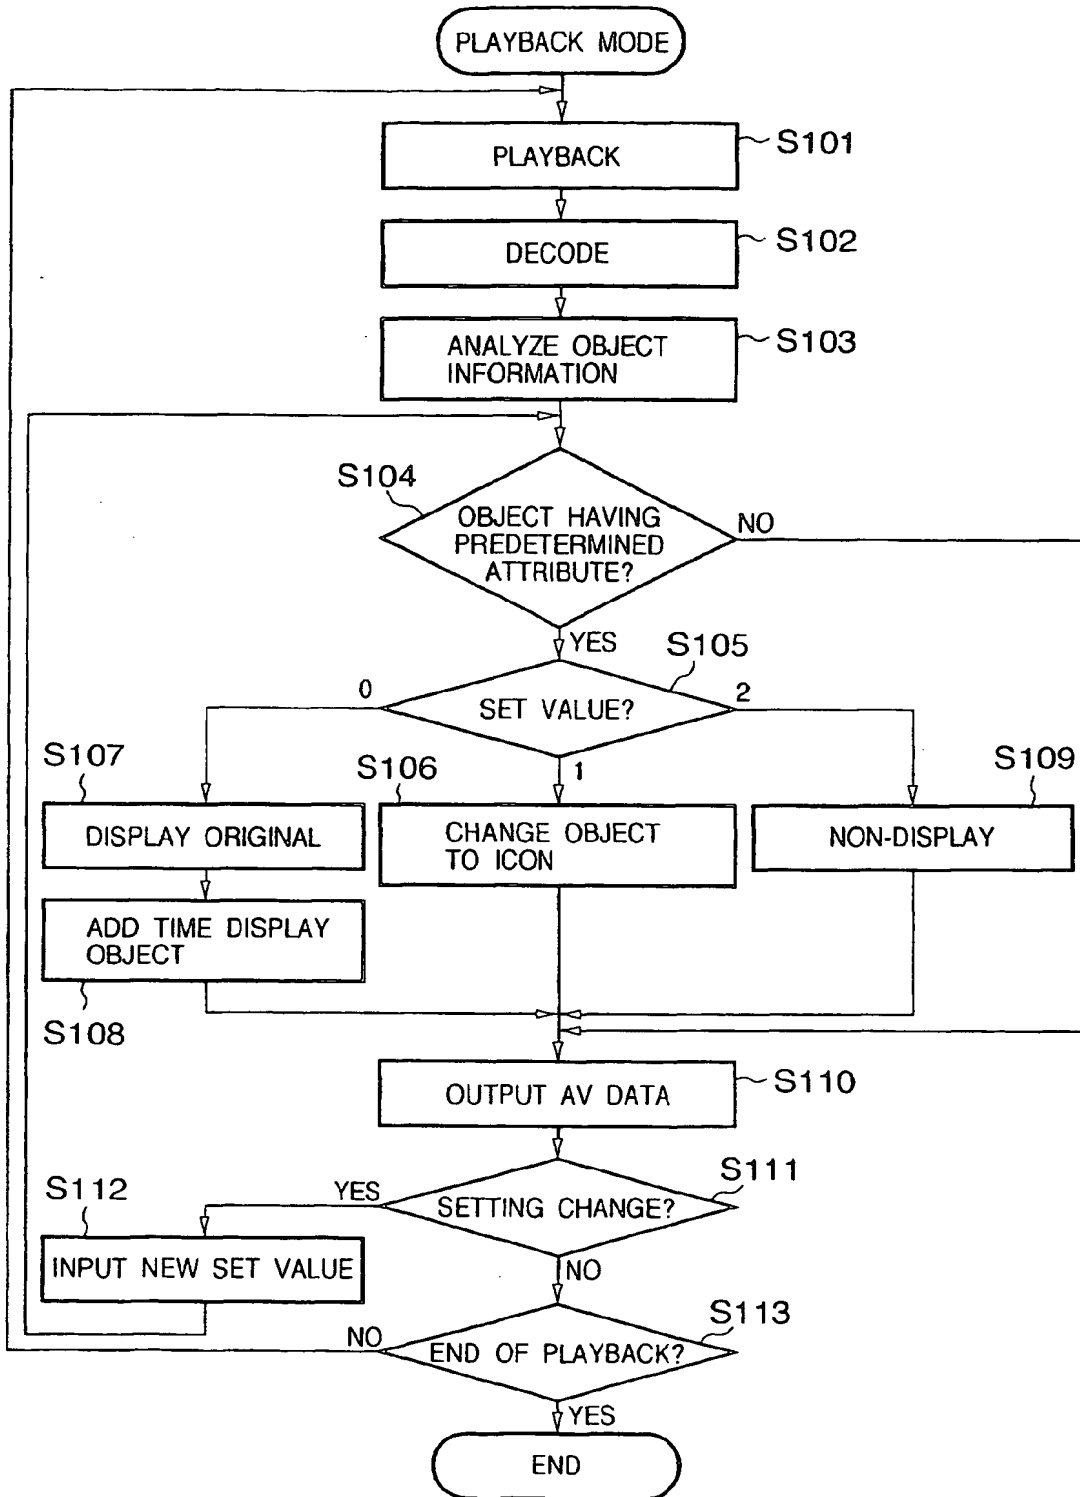 PLAYBACK MODE
PLAYBACK
S101
DECODE
S102
ANALYZE OBJECT
INFORMATION
S103
S104
OBJECT HAVING
PREDETERMINED
ATTRIBUTE?
NO
YES
S105
0
SET VALUE?
2
1
S107
DISPLAY ORIGINAL
S106
CHANGE OBJECT
TO ICON
S109
NON-DISPLAY
ADD TIME DISPLAY
OBJECT
S108
OUTPUT AV DATA
S110
S111
YES
SETTING CHANGE?
S112
INPUT NEW SET VALUE
NO
S113
NO
END OF PLAYBACK?
YES
END